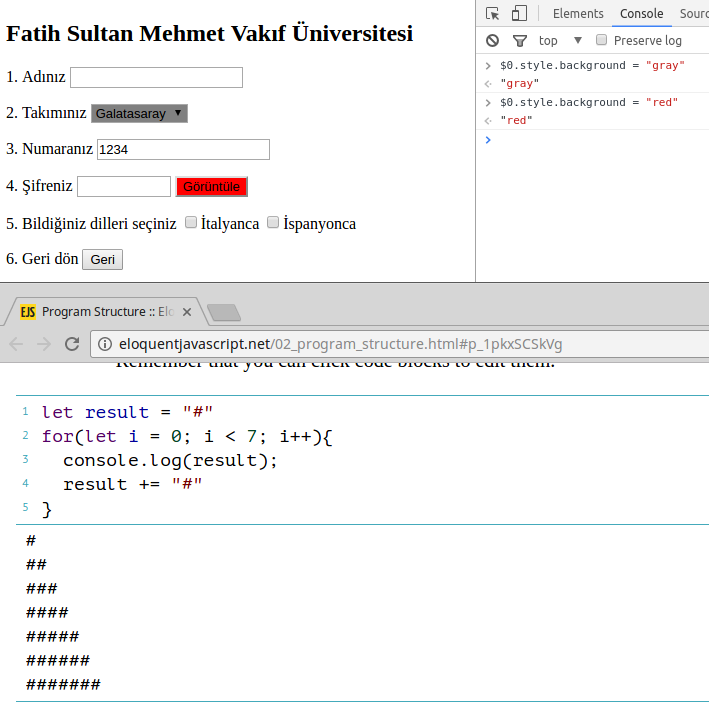 Fatih Sultan Mehmet Vakıf Üniversitesi
1. Adınız
2. Takımınız Galatasaray ▼
3. Numaranız 1234
4. Şifreniz Görüntüle
5. Bildiğiniz dilleri seçiniz İtalyanca İspanyonca
6. Geri dön Geri
Elements Console Sour
top ▼ Preserve log
> $0.style.background = "gray"
"gray"
> $0.style.background = "red"
"red"
>
EJS Program Structure :: Elo ×
eloquentjavascript.net/02_program_structure.html#p_1pkxSCSkVg
Remember that you can click code blocks to edit them.
1 let result = "#"
2 for(let i = 0; i < 7; i++){
3 console.log(result);
4 result += "#"
5 }
#
##
###
####
#####
######
#######